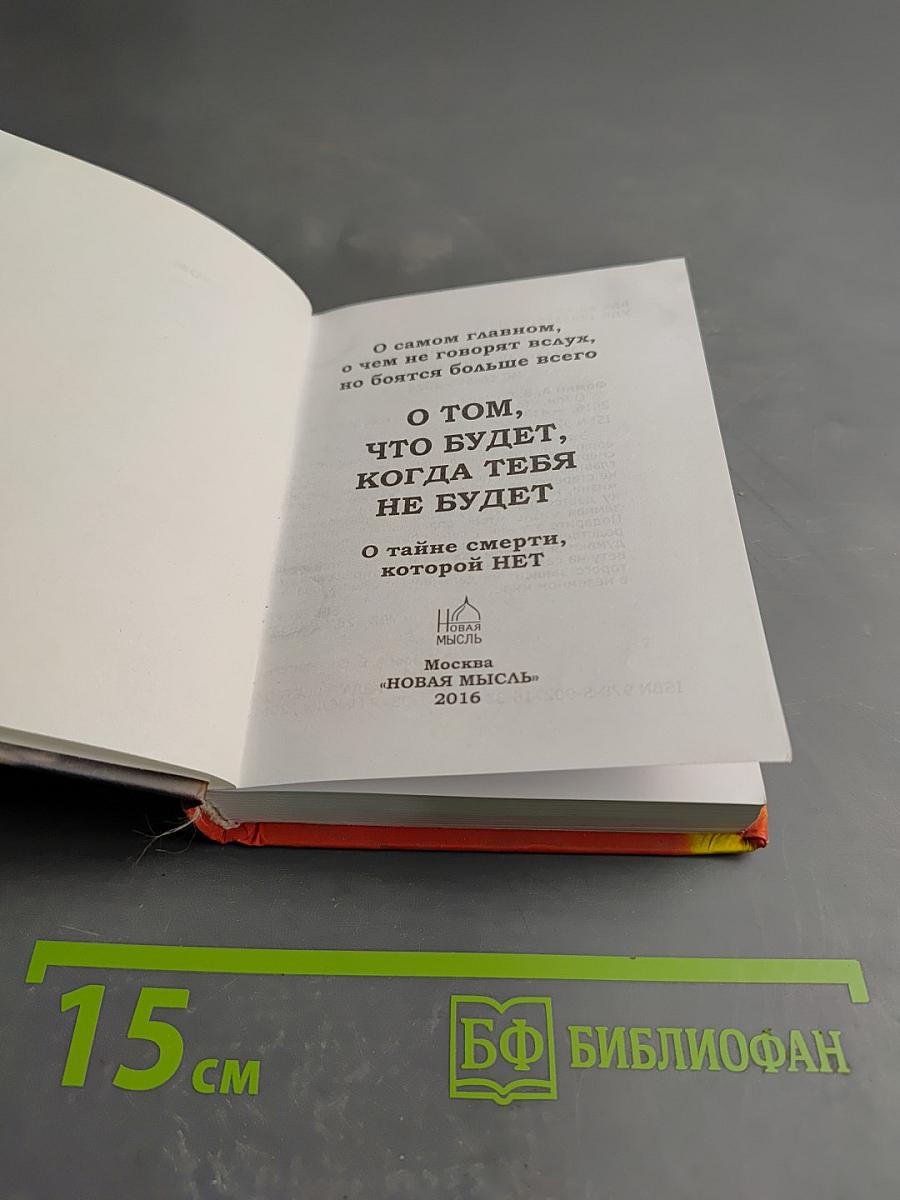 О самом главном,
о чем не говорят вслух,
но боятся больше всего
О ТОМ,
ЧТО БУДЕТ,
КОГДА ТЕБЯ
НЕ БУДЕТ
О тайне смерти,
которой НЕТ
НОВАЯ
МЫСЛЬ
Москва
«НОВАЯ МЫСЛЬ»
2016
15 см
БФ БИБЛИОФАН